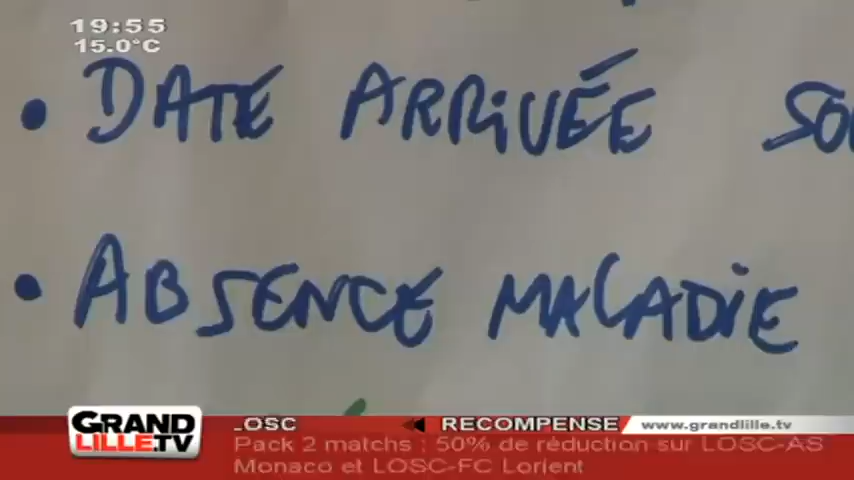 19:55
15.0°C
• DATE ARRIVÉE
• ABSENCE MALADIE
GRAND LILLE.TV
LOSC ◄ RECOMPENSE
www.grandlille.tv
Pack 2 matchs : 50% de réduction sur LOSC-AS
Monaco et LOSC-FC Lorient